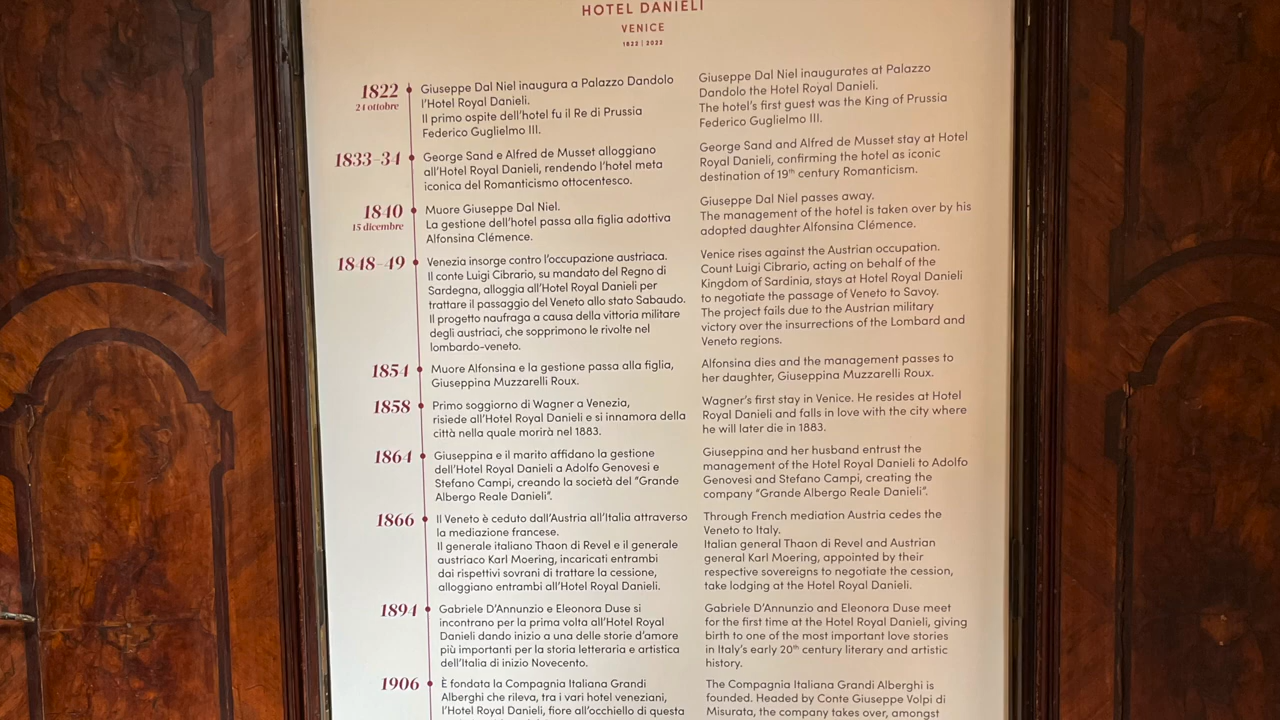 HOTEL DANIELI
VENICE
1822 | 2022
1822
24 ottobre
Giuseppe Dal Niel inaugura a Palazzo Dandolo
l'Hotel Royal Danieli.
Il primo ospite dell'hotel fu il Re di Prussia
Federico Guglielmo III.
1833-34
George Sand e Alfred de Musset alloggiano
all'Hotel Royal Danieli, rendendo l'hotel meta
iconica del Romanticismo ottocentesco.
1840
15 dicembre
Muore Giuseppe Dal Niel.
La gestione dell'hotel passa alla figlia adottiva
Alfonsina Clémence.
1848-49
Venezia insorge contro l'occupazione austriaca.
Il conte Luigi Cibrario, su mandato del Regno di
Sardegna, alloggia all'Hotel Royal Danieli per
trattare il passaggio del Veneto allo stato Sabaudo.
Il progetto naufraga a causa della vittoria militare
degli austriaci, che sopprimono le rivolte nel
lombardo-veneto.
1854
Muore Alfonsina e la gestione passa alla figlia,
Giuseppina Muzzarelli Roux.
1858
Primo soggiorno di Wagner a Venezia,
risiede all'Hotel Royal Danieli e si innamora della
città nella quale morirà nel 1883.
1864
Giuseppina e il marito affidano la gestione
dell'Hotel Royal Danieli a Adolfo Genovesi e
Stefano Campi, creando la società del "Grande
Albergo Reale Danieli".
1866
Il Veneto è ceduto dall'Austria all'Italia attraverso
la mediazione francese.
Il generale italiano Thaon di Revel e il generale
austriaco Karl Moering, incaricati entrambi
dai rispettivi sovrani di trattare la cessione,
alloggiano entrambi all'Hotel Royal Danieli.
1894
Gabriele D'Annunzio e Eleonora Duse si
incontrano per la prima volta all'Hotel Royal
Danieli dando inizio a una delle storie d'amore
più importanti per la storia letteraria e artistica
dell'Italia di inizio Novecento.
1906
È fondata la Compagnia Italiana Grandi
Alberghi che rileva, tra i vari hotel veneziani,
l'Hotel Royal Danieli, fiore all'occhiello di questa
Giuseppe Dal Niel inaugurates at Palazzo
Dandolo the Hotel Royal Danieli.
The hotel's first guest was the King of Prussia
Federico Guglielmo III.
George Sand and Alfred de Musset stay at Hotel
Royal Danieli, confirming the hotel as iconic
destination of 19th century Romanticism.
Giuseppe Dal Niel passes away.
The management of the hotel is taken over by his
adopted daughter Alfonsina Clémence.
Venice rises against the Austrian occupation.
Count Luigi Cibrario, acting on behalf of the
Kingdom of Sardinia, stays at Hotel Royal Danieli
to negotiate the passage of Veneto to Savoy.
The project fails due to the Austrian military
victory over the insurrections of the Lombard and
Veneto regions.
Alfonsina dies and the management passes to
her daughter, Giuseppina Muzzarelli Roux.
Wagner's first stay in Venice. He resides at Hotel
Royal Danieli and falls in love with the city where
he will later die in 1883.
Giuseppina and her husband entrust the
management of the Hotel Royal Danieli to Adolfo
Genovesi and Stefano Campi, creating the
company "Grande Albergo Reale Danieli".
Through French mediation Austria cedes the
Veneto to Italy.
Italian general Thaon di Revel and Austrian
general Karl Moering, appointed by their
respective sovereigns to negotiate the cession,
take lodging at the Hotel Royal Danieli.
Gabriele D'Annunzio and Eleonora Duse meet
for the first time at the Hotel Royal Danieli, giving
birth to one of the most important love stories
in Italy's early 20th century literary and artistic
history.
The Compagnia Italiana Grandi Alberghi is
founded. Headed by Conte Giuseppe Volpi di
Misurata, the company takes over, amongst